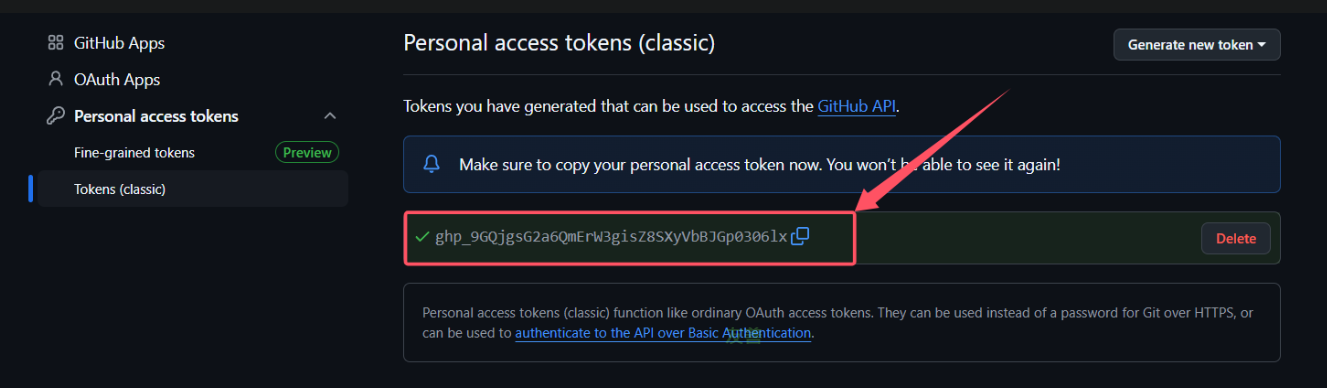 GitHub Apps
OAuth Apps
Personal access tokens
Fine-grained tokens Preview
Tokens (classic)
Personal access tokens (classic)
Generate new token
Tokens you have generated that can be used to access the GitHub API.
Make sure to copy your personal access token now. You won't be able to see it again!
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
Delete
Personal access tokens (classic) function like ordinary OAuth access tokens. They can be used instead of a password for Git over HTTPS, or
can be used to authenticate to the API over Basic Authentication.